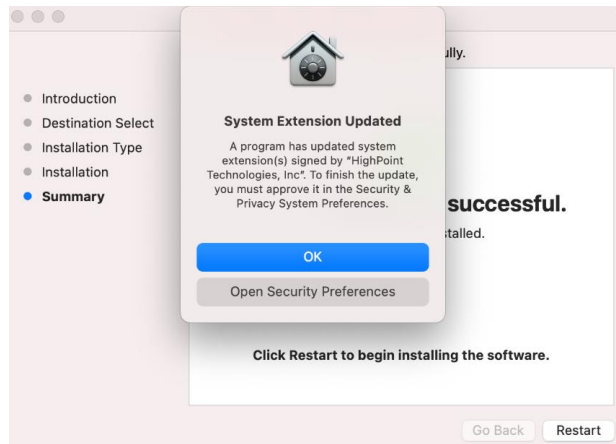 ully.
Introduction
Destination Select
Installation Type
Installation
Summary
System Extension Updated
A program has updated system
extension(s) signed by "HighPoint
Technologies, Inc". To finish the update,
you must approve it in the Security &
Privacy System Preferences.
OK
Open Security Preferences
successful.
stalled.
Click Restart to begin installing the software.
Go Back
Restart